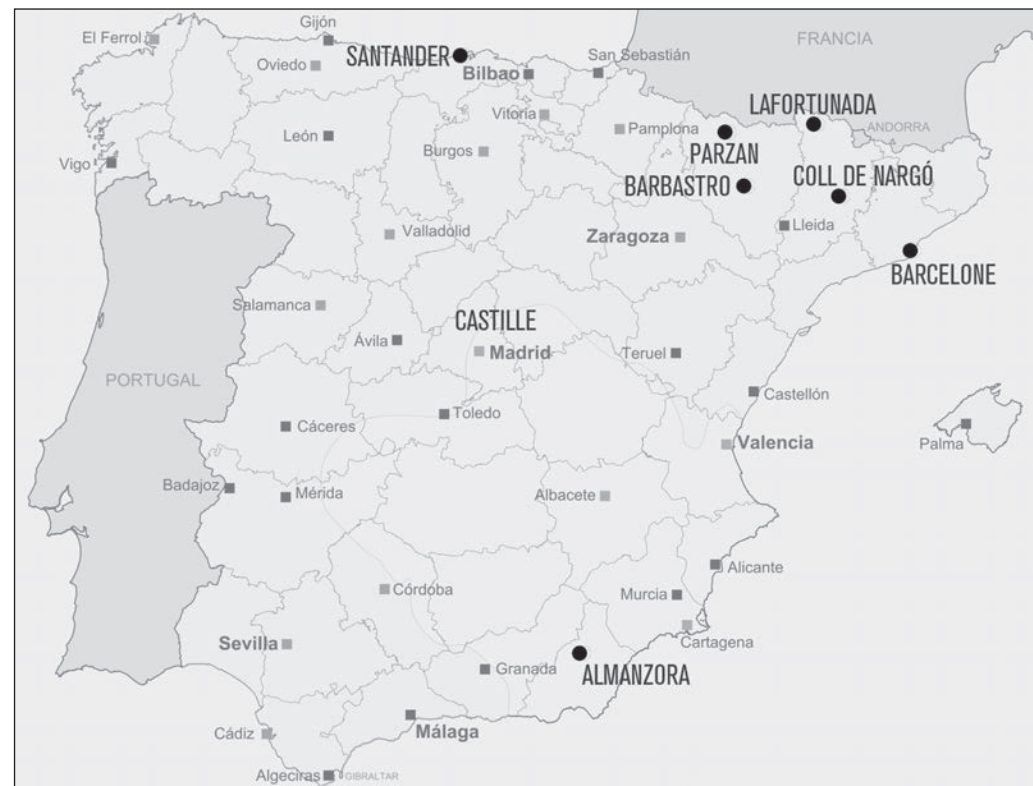 Gijón
El Ferrol
FRANCIA
SANTANDER
Oviedo
San Sebastián
Bilbao
LAFORTUNADA
Vitoria
Pamplona
ANDORRA
León
PARZAN
Burgos
Vigo
COLL DE NARGÓ
BARBASTRO
Lleida
Valladolid
Zaragoza
BARCELONE
Salamanca
CASTILLE
Ávila
Madrid
Teruel
PORTUGAL
Castellón
Toledo
Cáceres
Palma
Valencia
Badajoz
Mérida
Albacete
Alicante
Córdoba
Murcia
Sevilla
Cartagena
Granada
ALMANZORA
Cádiz
Málaga
Algeciras
GIBRALTAR